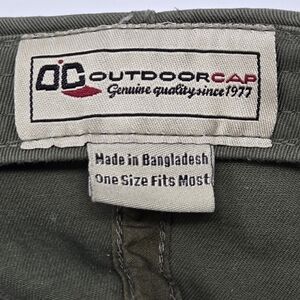 OC OUTDOORCAP
Genuine quality since 1977
Made in Bangladesh
One Size Fits Most